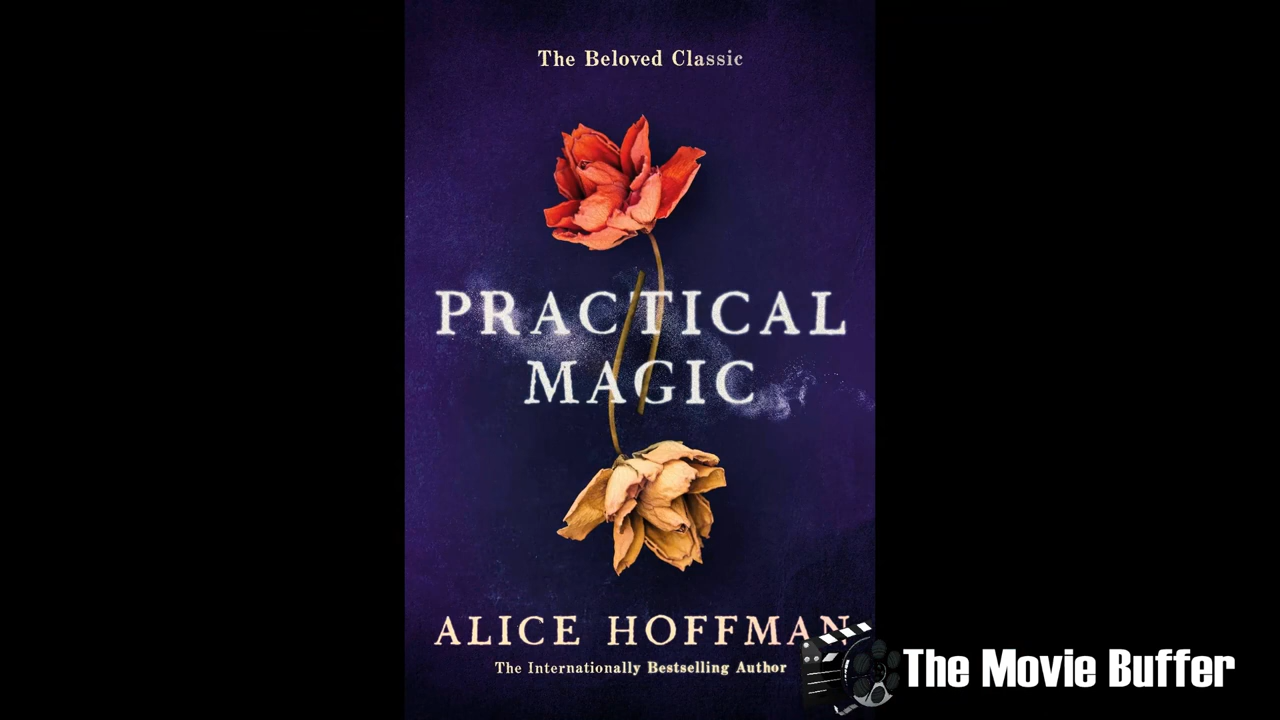 The Beloved Classic
PRACTICAL
MAGIC
ALICE HOFFMAN
The Internationally Bestselling Author
The Movie Buffer